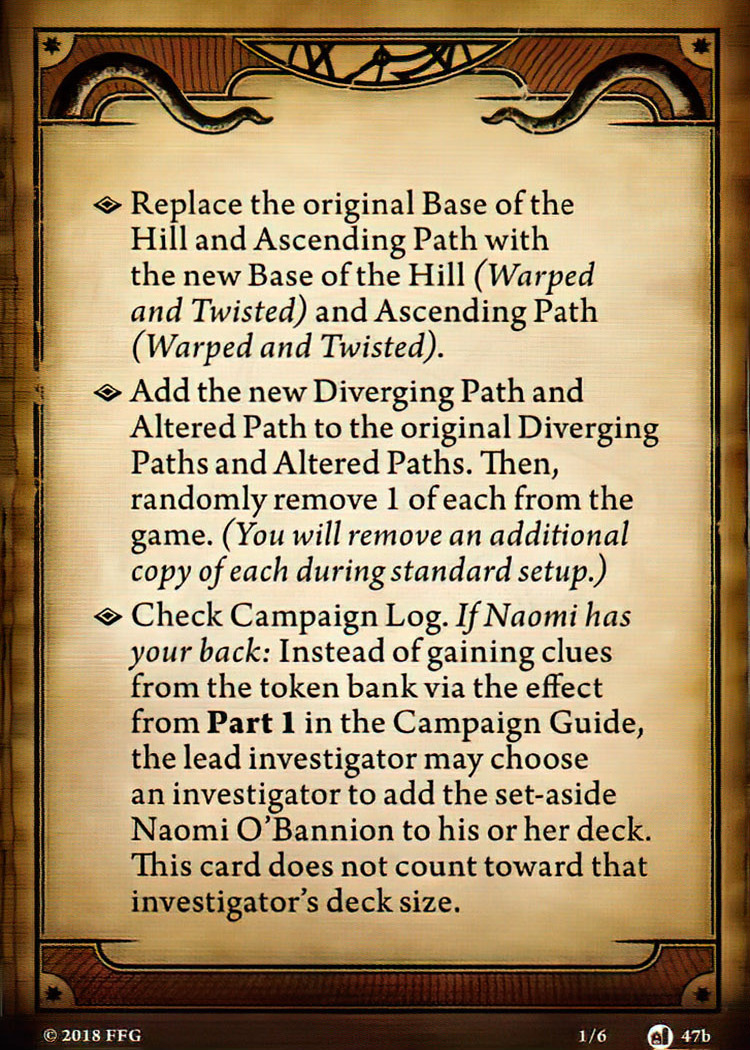 Replace the original Base of the
Hill and Ascending Path with
the new Base of the Hill (Warped
and Twisted) and Ascending Path
(Warped and Twisted).
Add the new Diverging Path and
Altered Path to the original Diverging
Paths and Altered Paths. Then,
randomly remove 1 of each from the
game. (You will remove an additional
copy of each during standard setup.)
Check Campaign Log. If Naomi has
your back: Instead of gaining clues
from the token bank via the effect
from Part 1 in the Campaign Guide,
the lead investigator may choose
an investigator to add the set-aside
Naomi O'Bannion to his or her deck.
This card does not count toward that
investigator's deck size.
© 2018 FFG 1/6 47b